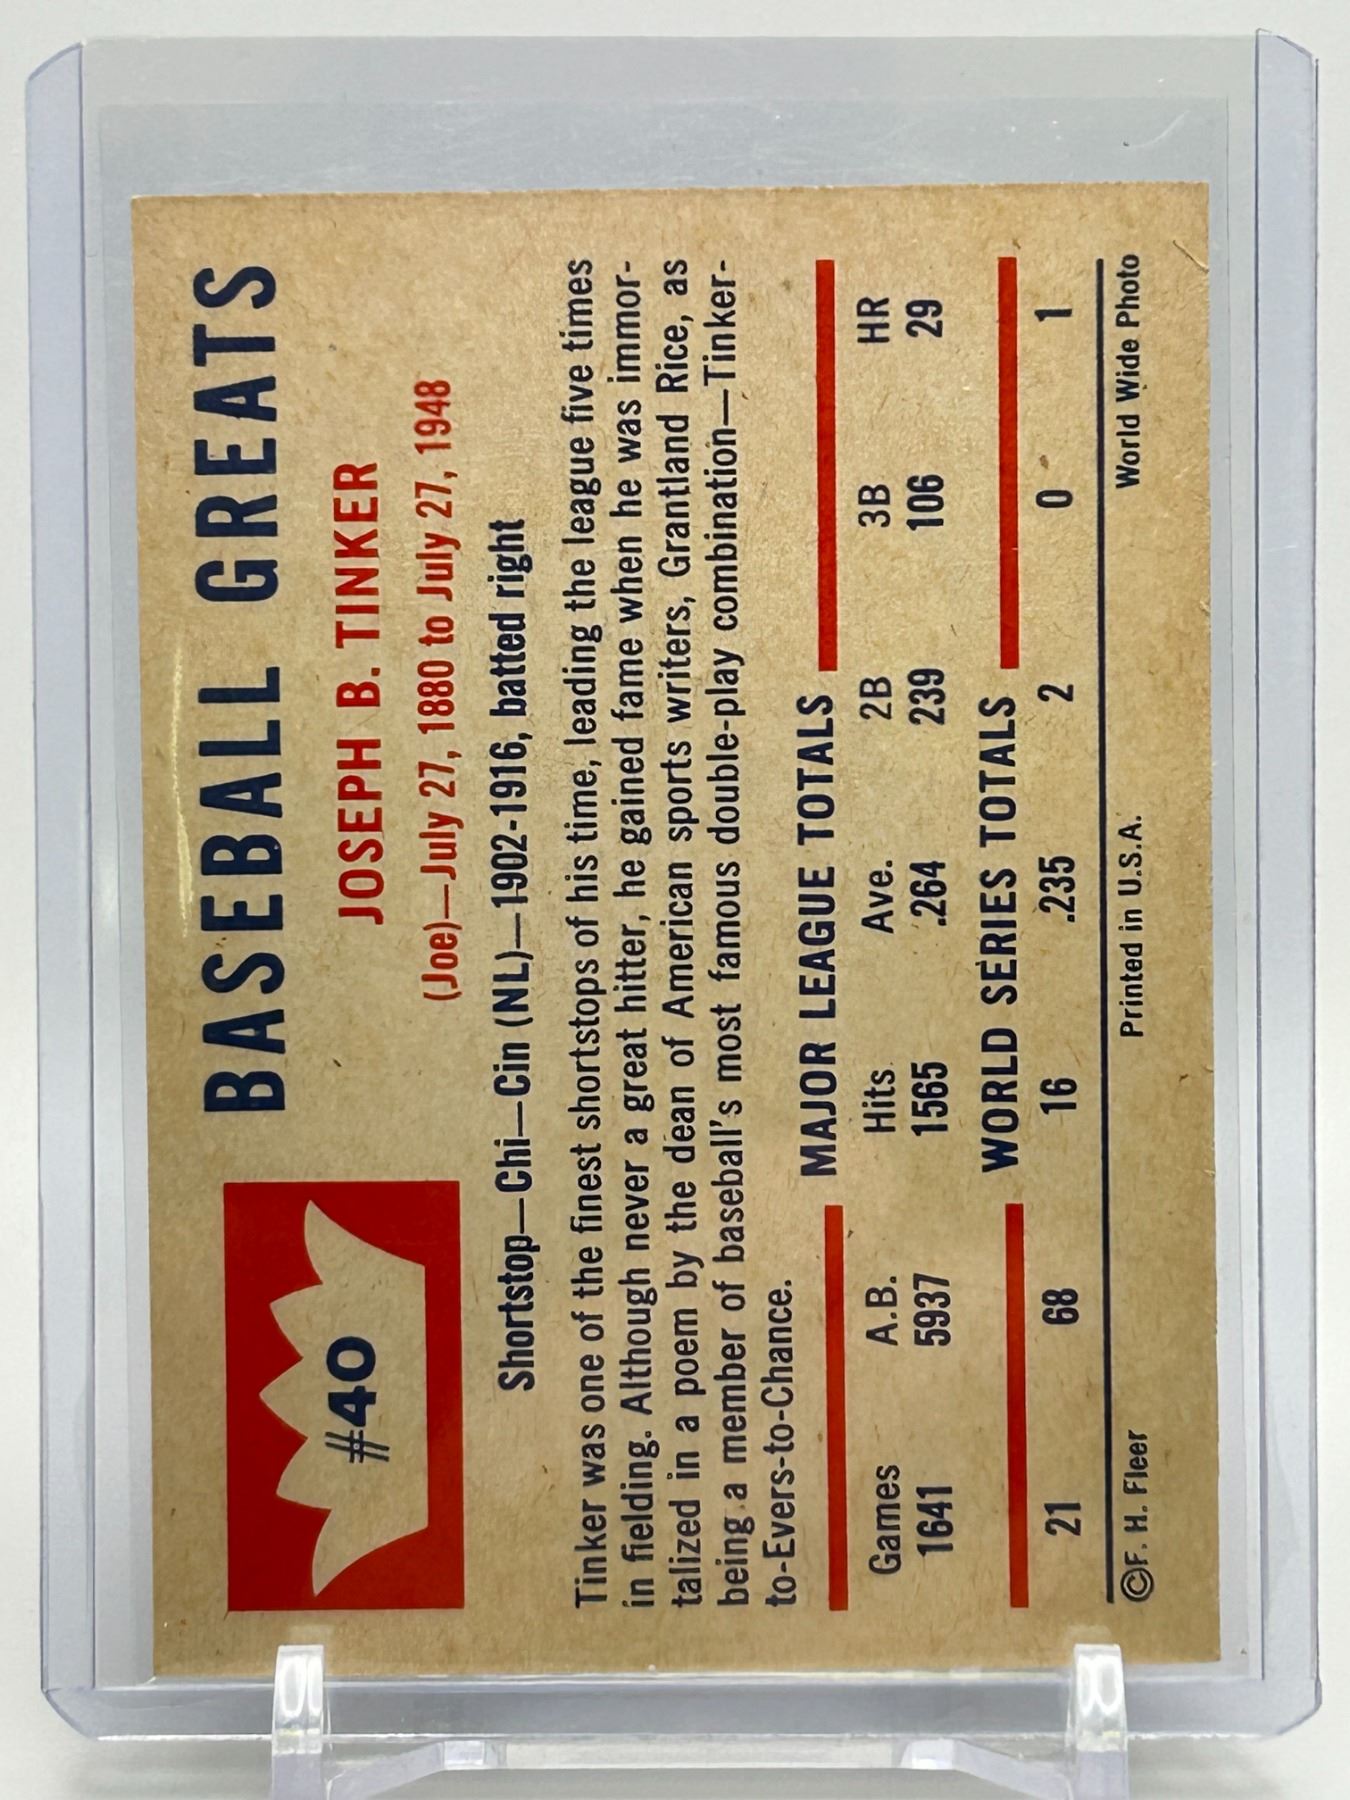 #40
BASEBALL GREATS
JOSEPH B. TINKER
(Joe)—July 27, 1880 to July 27, 1948
Shortstop—Chi—Cin (NL)—1902-1916, batted right
Tinker was one of the finest shortstops of his time, leading the league five times
in fielding. Although never a great hitter, he gained fame when he was immor-
talized in a poem by the dean of American sports writers, Grantland Rice, as
being a member of baseball's most famous double-play combination—Tinker-
to-Evers-to-Chance.
MAJOR LEAGUE TOTALS
Games A.B. Hits Ave. 2B 3B HR
1641 5937 1565 .264 239 106 29
WORLD SERIES TOTALS
21 68 16 .235 2 0 1
©F. H. Fleer Printed in U.S.A. World Wide Photo